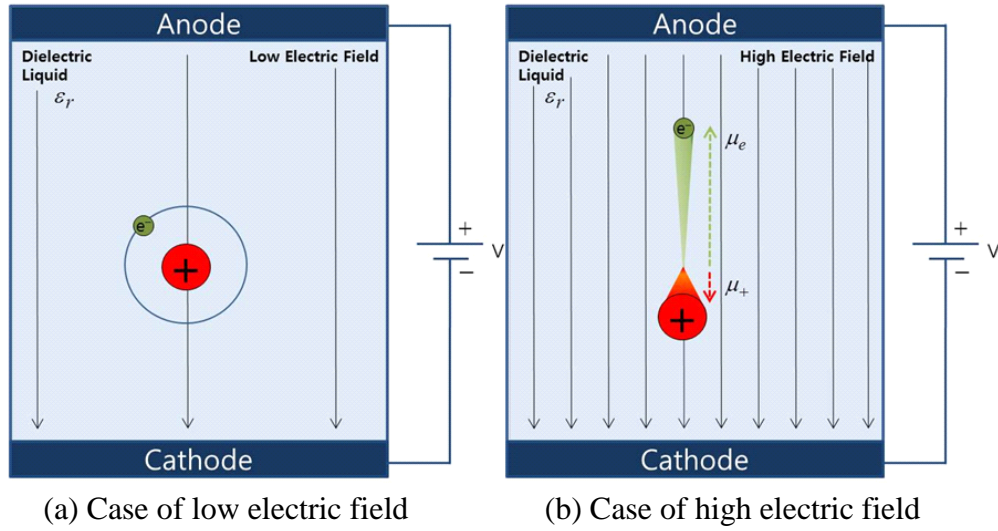 Anode
Dielectric
Liquid
εr
Low Electric Field
e−
+
+
−
V
Cathode
(a) Case of low electric field
Anode
Dielectric
Liquid
εr
High Electric Field
e−
μe
μ+
+
+
−
V
Cathode
(b) Case of high electric field